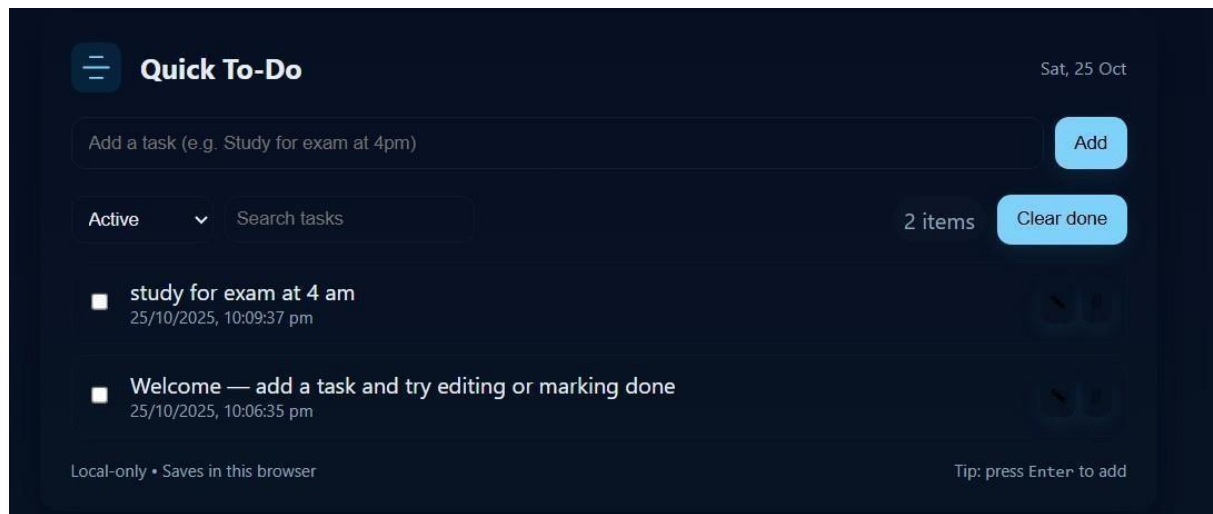 Quick To-Do
Sat, 25 Oct
Add a task (e.g. Study for exam at 4pm)
Add
Active
Search tasks
2 items
Clear done
study for exam at 4 am
25/10/2025, 10:09:37 pm
Welcome — add a task and try editing or marking done
25/10/2025, 10:06:35 pm
Local-only • Saves in this browser
Tip: press Enter to add